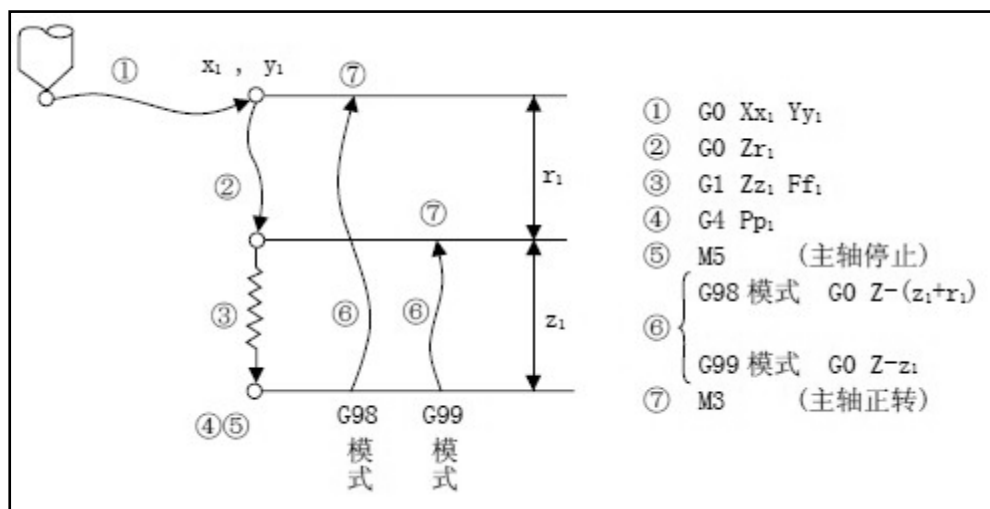 ①
x₁ , y₁
⑦
②
r₁
⑦
③
⑥
⑥
z₁
④⑤
G98
模
式
G99
模
式
① G0 Xx₁ Yy₁
② G0 Zr₁
③ G1 Zz₁ Ff₁
④ G4 Pp₁
⑤ M5 (主轴停止)
⑥
G98 模式 G0 Z-(z₁+r₁)
G99 模式 G0 Z-z₁
⑦ M3 (主轴正转)